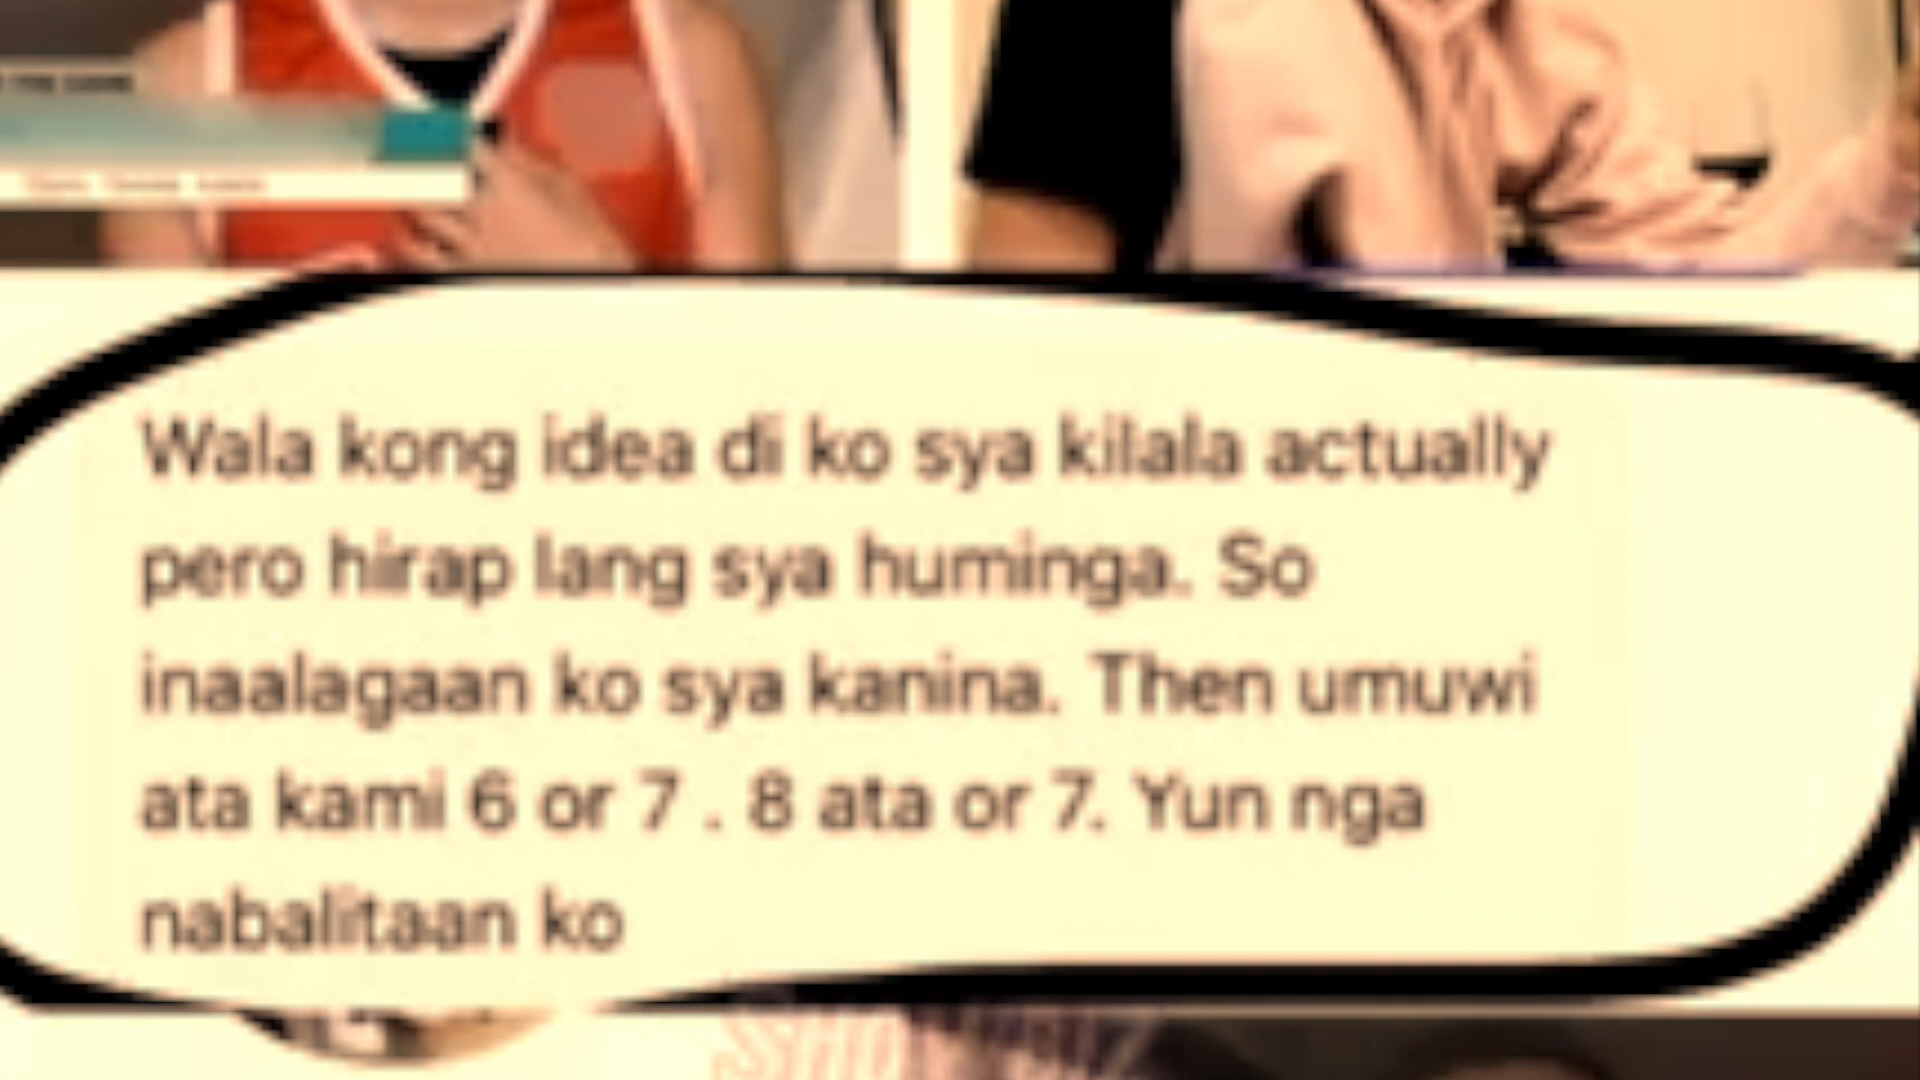 Wala kong idea di ko sya kilala actually
pero hirap lang sya huminga. So
inaalagaan ko sya kanina. Then umuwi
ata kami 6 or 7 . 8 ata or 7. Yun nga
nabalitaan ko